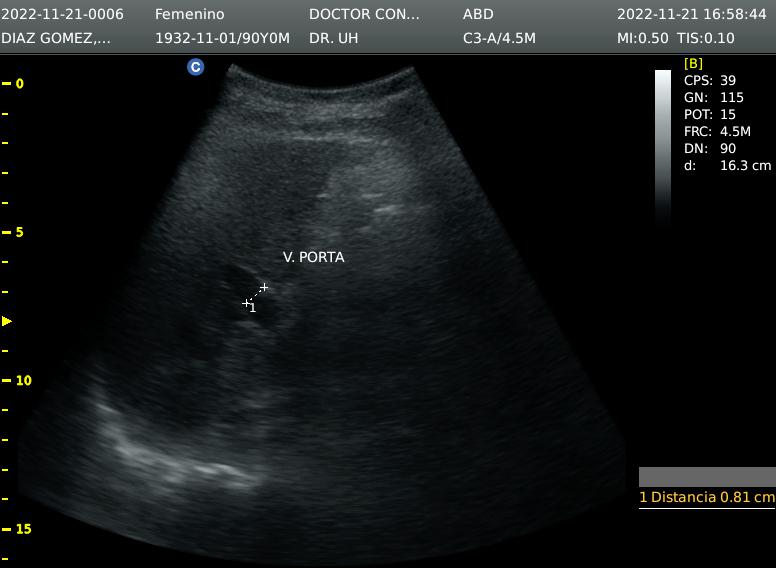 2022-11-21-0006 Femenino DOCTOR CON... ABD 2022-11-21 16:58:44
DIAZ GOMEZ,... 1932-11-01/90Y0M DR. UH C3-A/4.5M MI:0.50 TIS:0.10
C
[B]
CPS: 39
GN: 115
POT: 15
FRC: 4.5M
DN: 90
d: 16.3 cm
0
5
10
15
V. PORTA
1
1 Distancia 0.81 cm